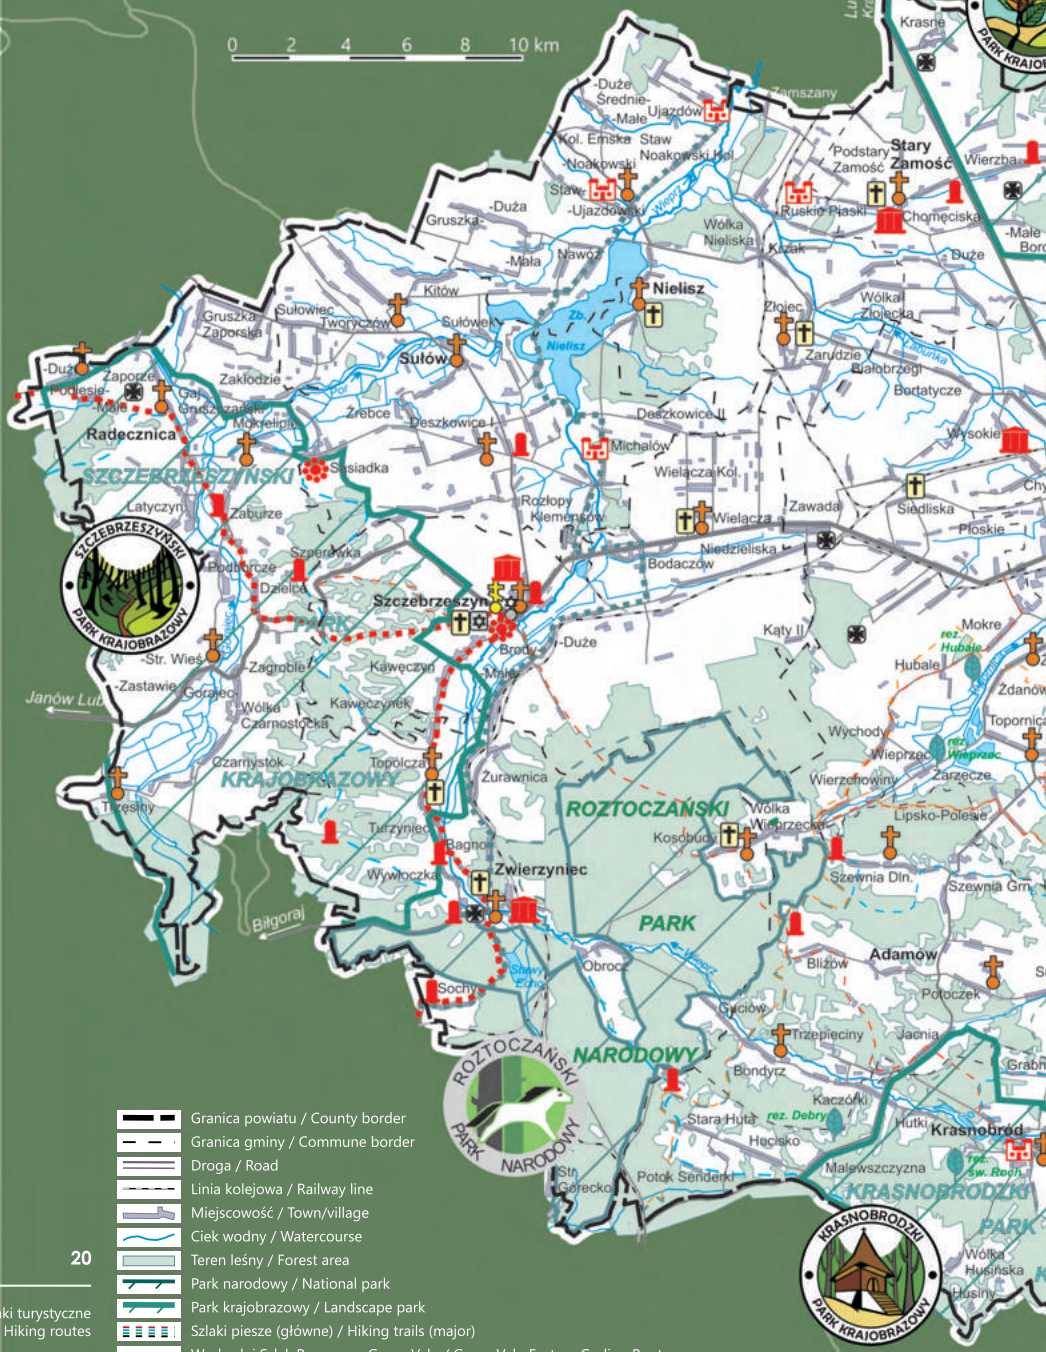 0 2 4 6 8 10 km
Krasne
PARK KRAJOB
Zamszany
-Duże
Średnie-
-Małe
Ujazdów
Kol. Emska
Staw
Noakowski Kol.
Noakowski
Staw-
-Ujazdowski
Wieprz
Podstary
Zamość
Stary
Zamość
Wierzba
Ruskie Piaski
Chomęciska
-Małe
Duże
Krzak
Wólka
Nieliska
Gruszka-
-Duża
-Mała
Nawóz
Kitów
Nielisz
Zb.
Nielisz
Złojec
Wólka
Złojecka
Łabuńka
Zarudzie
Białobrzegi
Bortatycze
Gruszka
Zaporska
Sułowiec
Tworyczów
Sułówek
Sułów
-Duże
Podlesie-
-Małe
Zaporze
Zakłodzie
Gaj
Gruszczański
Mokrelipie
Por
Żrebce
Deszkowice I
Deszkowice II
Radecznica
Wysokie
Michalów
SZCZEBRZESZYŃSKI
Sąsiadka
Wielącza Kol.
Latyczyn
Zaburze
Rozłopy
Klemensów
Wielącza
Zawada
Siedliska
Płoskie
Niedzieliska
Bodaczów
SZCZEBRZESZYŃSKI
PARK KRAJOBRAZOWY
Szperówka
Podborcze
Dzielce
Szczebrzeszyn
PARK
Brody
-Duże
-Małe
Kąty II
Mokre
rez.
Hubale
Hubale
Żdanów
Topornica
-Str. Wieś
Gorajec
-Zagroble
-Zastawie
Gorajec-
Kawęczyn
Kawęczynek
Janów Lub.
Wólka
Czarnostocka
Czarnystok
KRAJOBRAZOWY
Topólcza
Żurawnica
Wychody
Wieprzec
rez.
Wieprzec
Zarzecze
Wierzchowiny
Trzęsiny
ROZTOCZAŃSKI
Wólka
Wieprzecka
Kosobudy
Lipsko-Polesie
Turzyniec
Bagno
Wywłoczka
Zwierzyniec
Szewnia Dln.
Szewnia Grn.
Biłgoraj
PARK
Adamów
Wieprz
Obrocz
Bliżów
Stawy
Echo
Sochy
Potoczek
Guciów
Trzepieciny
Jacnia
NARODOWY
Bondyrz
Kaczórki
Stara Huta
rez. Debry
Hutki
Krasnobród
Hucisko
rez.
św. Roch
Malewszczyzna
Potok Senderki
Str.
Górecko
KRASNOBRODZKI
PARK
Wólka
Husińska
Husiny
ROZTOCZAŃSKI
PARK NARODOWY
KRASNOBRODZKI
PARK KRAJOBRAZOWY
Granica powiatu / County border
Granica gminy / Commune border
Droga / Road
Linia kolejowa / Railway line
Miejscowość / Town/village
Ciek wodny / Watercourse
Teren leśny / Forest area
Park narodowy / National park
Park krajobrazowy / Landscape park
Szlaki piesze (główne) / Hiking trails (major)
20
ki turystyczne
Hiking routes